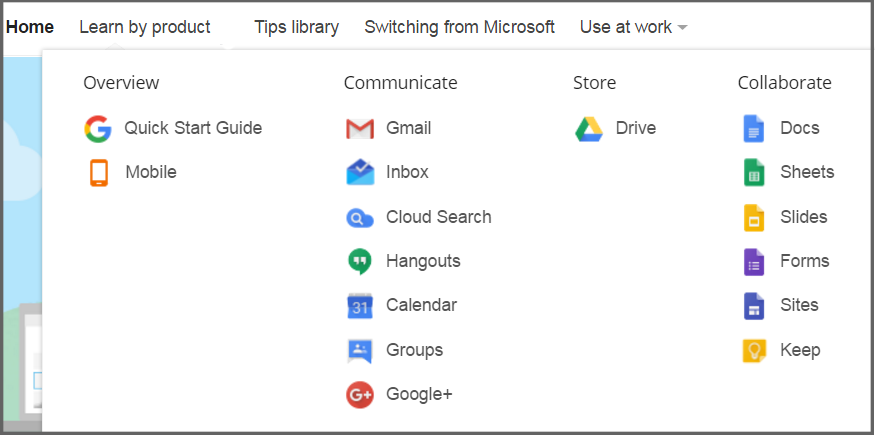 Home Learn by product Tips library Switching from Microsoft Use at work
Overview
Quick Start Guide
Mobile
Communicate
Gmail
Inbox
Cloud Search
Hangouts
31 Calendar
Groups
G+ Google+
Store
Drive
Collaborate
Docs
Sheets
Slides
Forms
Sites
Keep